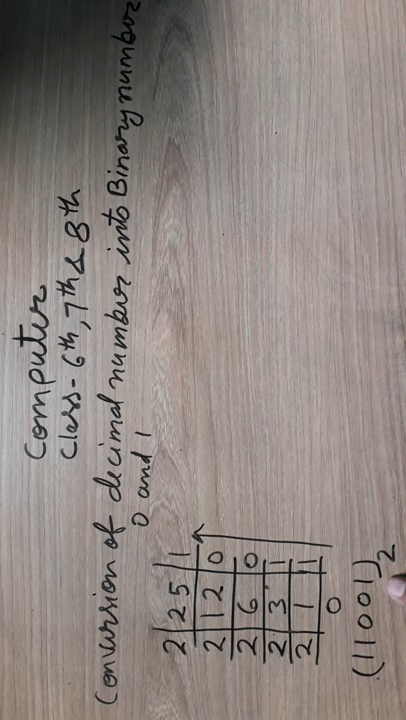 Computer
Class - 6th, 7th & 8th
Conversion of decimal number into Binary number
0 and 1
2 25 1
2 12 0
2 6 0
2 3 1
2 1 1
0
(11001)2